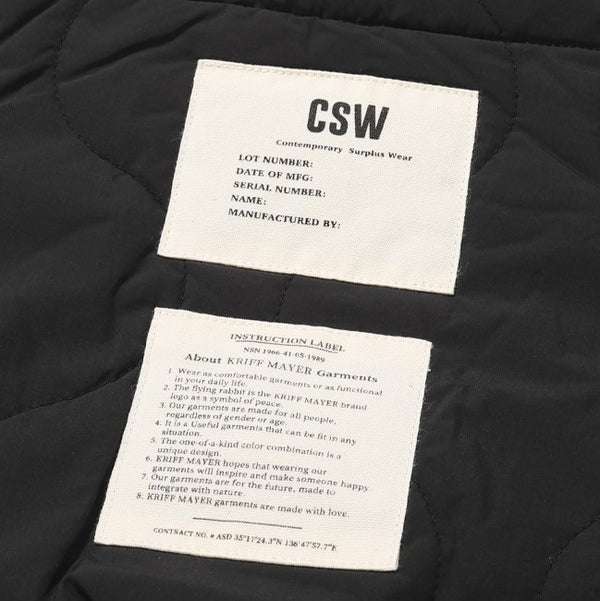 CSW
Contemporary Surplus Wear
LOT NUMBER:
DATE OF MFG:
SERIAL NUMBER:
NAME:
MANUFACTURED BY:
INSTRUCTION LABEL
NSN 1966-41-05-1989
About KRIFF MAYER Garments
1. Wear as comfortable garments or as functional
in your daily life.
2. The flying rabbit is the KRIFF MAYER brand
logo as a symbol of peace.
3. Our garments are made for all people,
regardless of gender or age.
4. It is a Useful garments that can be fit in any
situation.
5. The one-of-a-kind color combination is a
unique design.
6. KRIFF MAYER hopes that wearing our
garments will inspire and make someone happy.
7. Our garments are for the future, made to
integrate with nature.
8. KRIFF MAYER garments are made with love.
CONTRACT NO. # ASD 35°17'24.3"N 136°47'57.7"E